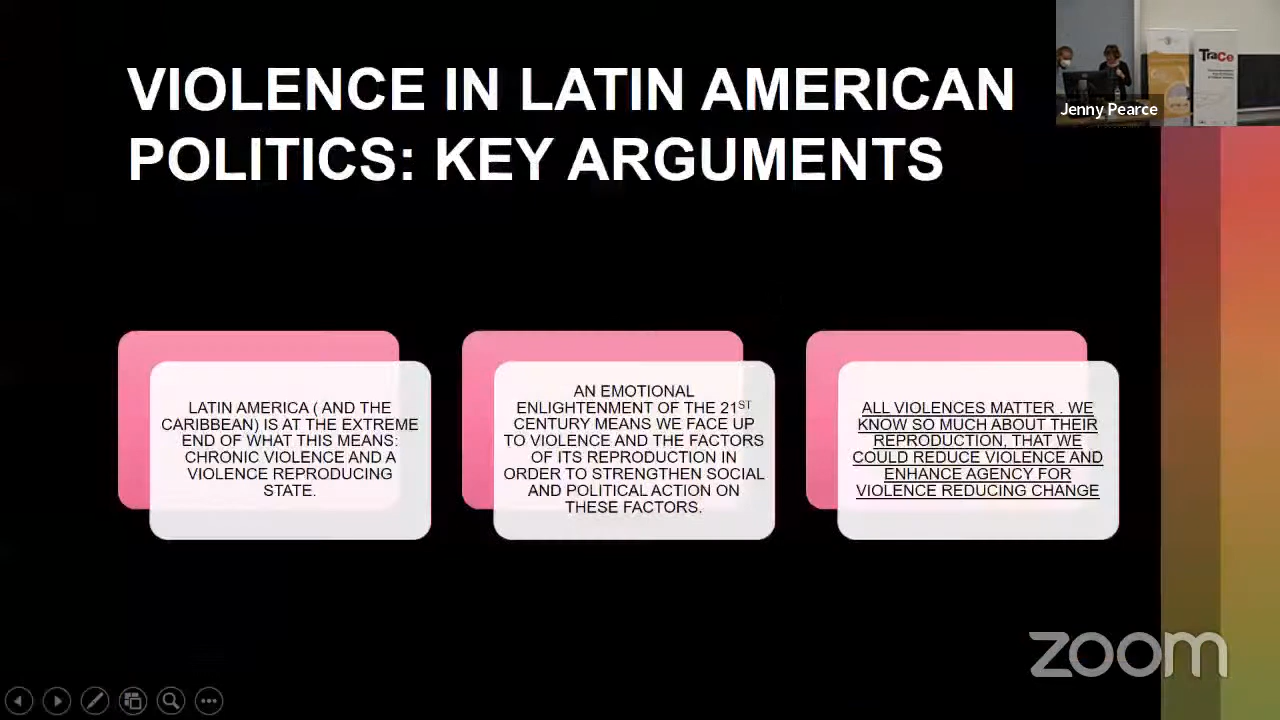 VIOLENCE IN LATIN AMERICAN
POLITICS: KEY ARGUMENTS
TraCe
Jenny Pearce
LATIN AMERICA ( AND THE
CARIBBEAN) IS AT THE EXTREME
END OF WHAT THIS MEANS:
CHRONIC VIOLENCE AND A
VIOLENCE REPRODUCING
STATE.
AN EMOTIONAL
ENLIGHTENMENT OF THE 21ST
CENTURY MEANS WE FACE UP
TO VIOLENCE AND THE FACTORS
OF ITS REPRODUCTION IN
ORDER TO STRENGTHEN SOCIAL
AND POLITICAL ACTION ON
THESE FACTORS.
ALL VIOLENCES MATTER . WE
KNOW SO MUCH ABOUT THEIR
REPRODUCTION, THAT WE
COULD REDUCE VIOLENCE AND
ENHANCE AGENCY FOR
VIOLENCE REDUCING CHANGE
zoom